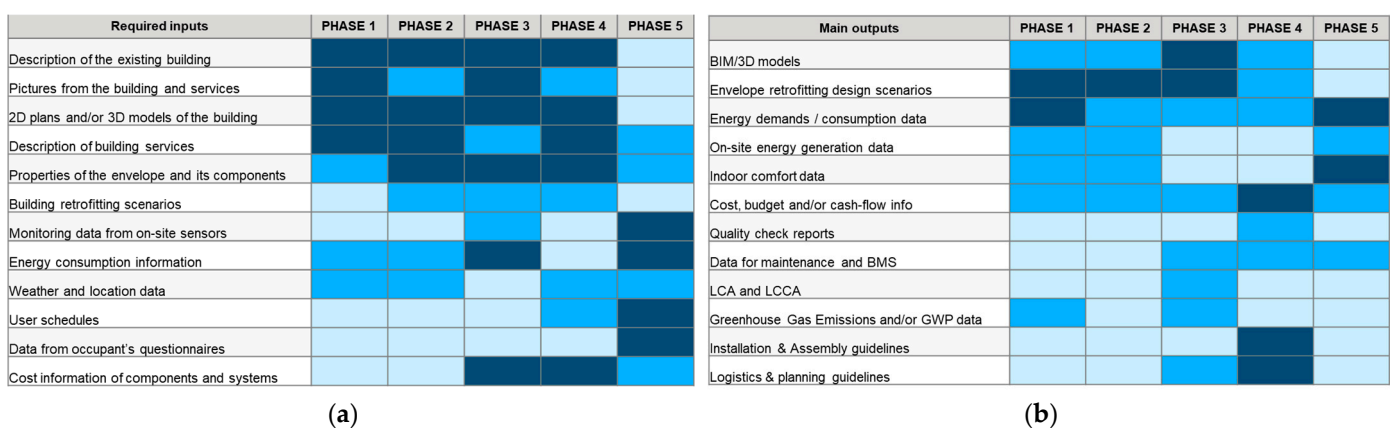 Required inputs PHASE 1 PHASE 2 PHASE 3 PHASE 4 PHASE 5
Description of the existing building
Pictures from the building and services
2D plans and/or 3D models of the building
Description of building services
Properties of the envelope and its components
Building retrofitting scenarios
Monitoring data from on-site sensors
Energy consumption information
Weather and location data
User schedules
Data from occupant's questionnaires
Cost information of components and systems
(a)
Main outputs PHASE 1 PHASE 2 PHASE 3 PHASE 4 PHASE 5
BIM/3D models
Envelope retrofitting design scenarios
Energy demands / consumption data
On-site energy generation data
Indoor comfort data
Cost, budget and/or cash-flow info
Quality check reports
Data for maintenance and BMS
LCA and LCCA
Greenhouse Gas Emissions and/or GWP data
Installation & Assembly guidelines
Logistics & planning guidelines
(b)